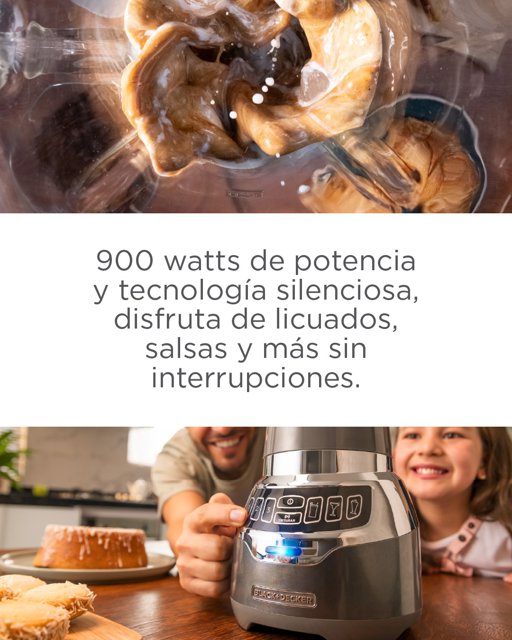 900 watts de potencia
y tecnología silenciosa,
disfruta de licuados,
salsas y más sin
interrupciones.
BLACK+DECKER